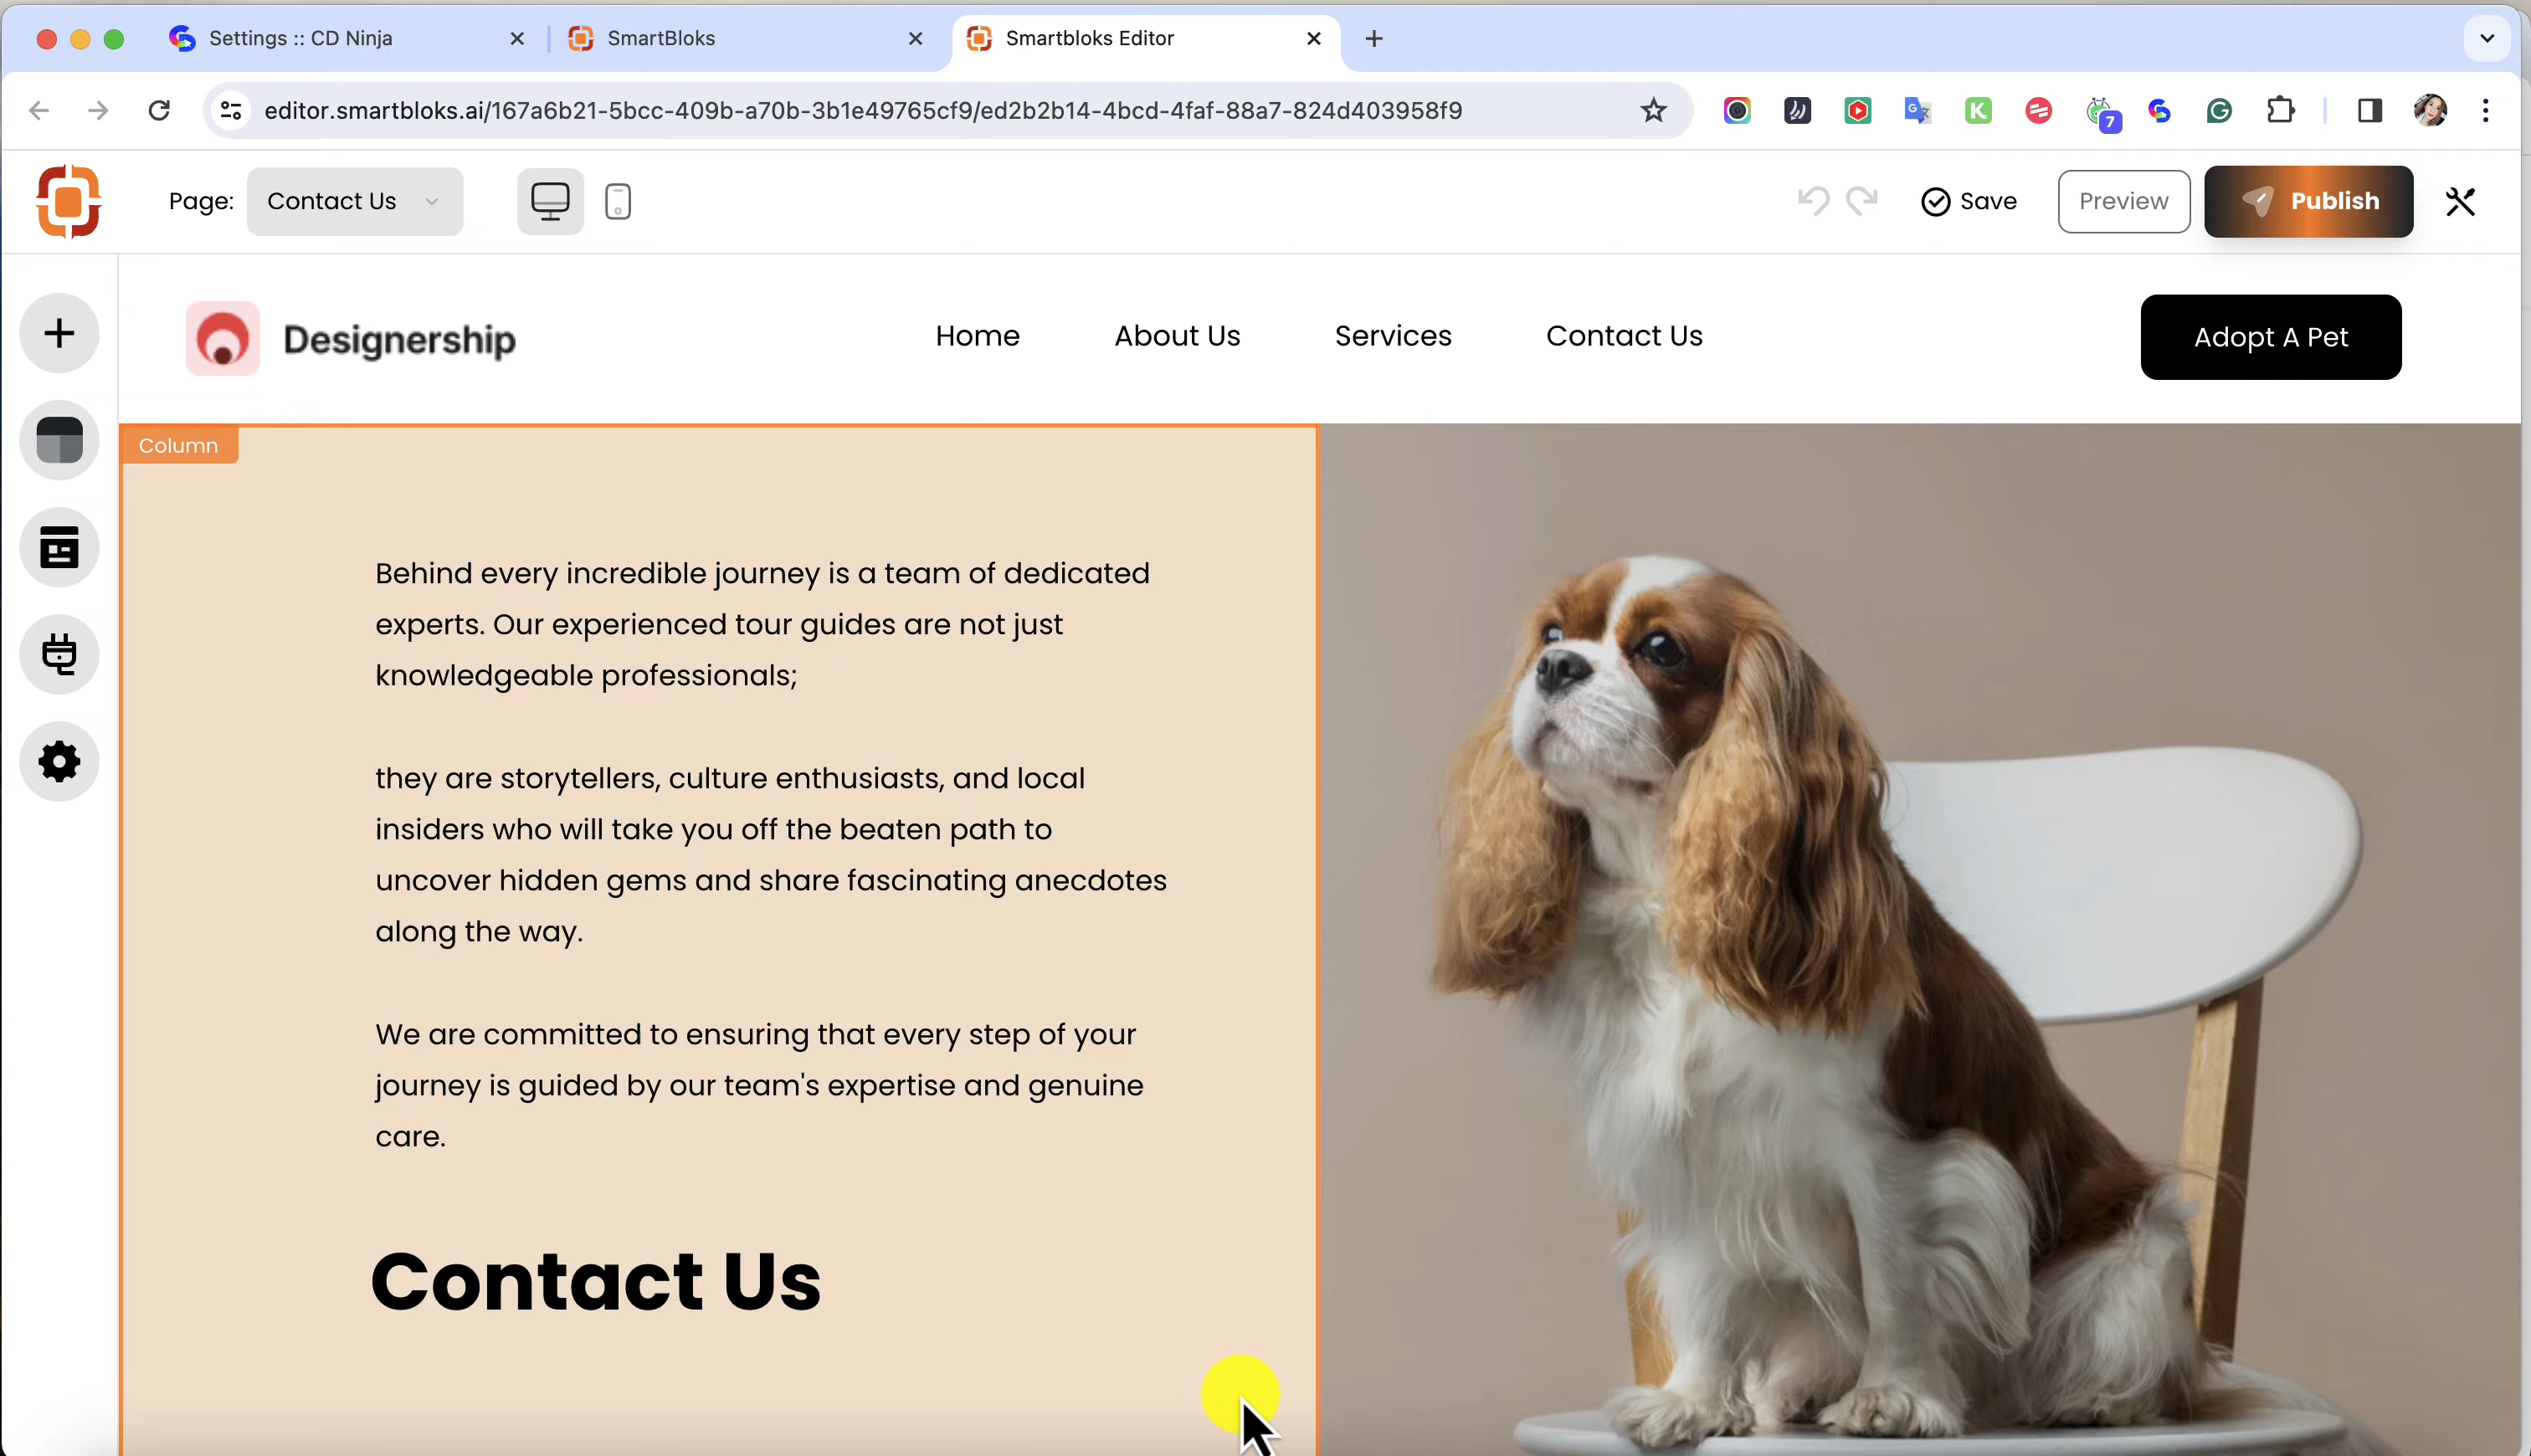 Settings :: CD Ninja
SmartBloks
Smartbloks Editor
editor.smartbloks.ai/167a6b21-5bcc-409b-a70b-3b1e49765cf9/ed2b2b14-4bcd-4faf-88a7-824d403958f9
7
Page: Contact Us
Save
Preview
Publish
Designership
Home
About Us
Services
Contact Us
Adopt A Pet
Column
Behind every incredible journey is a team of dedicated
experts. Our experienced tour guides are not just
knowledgeable professionals;
they are storytellers, culture enthusiasts, and local
insiders who will take you off the beaten path to
uncover hidden gems and share fascinating anecdotes
along the way.
We are committed to ensuring that every step of your
journey is guided by our team's expertise and genuine
care.
Contact Us